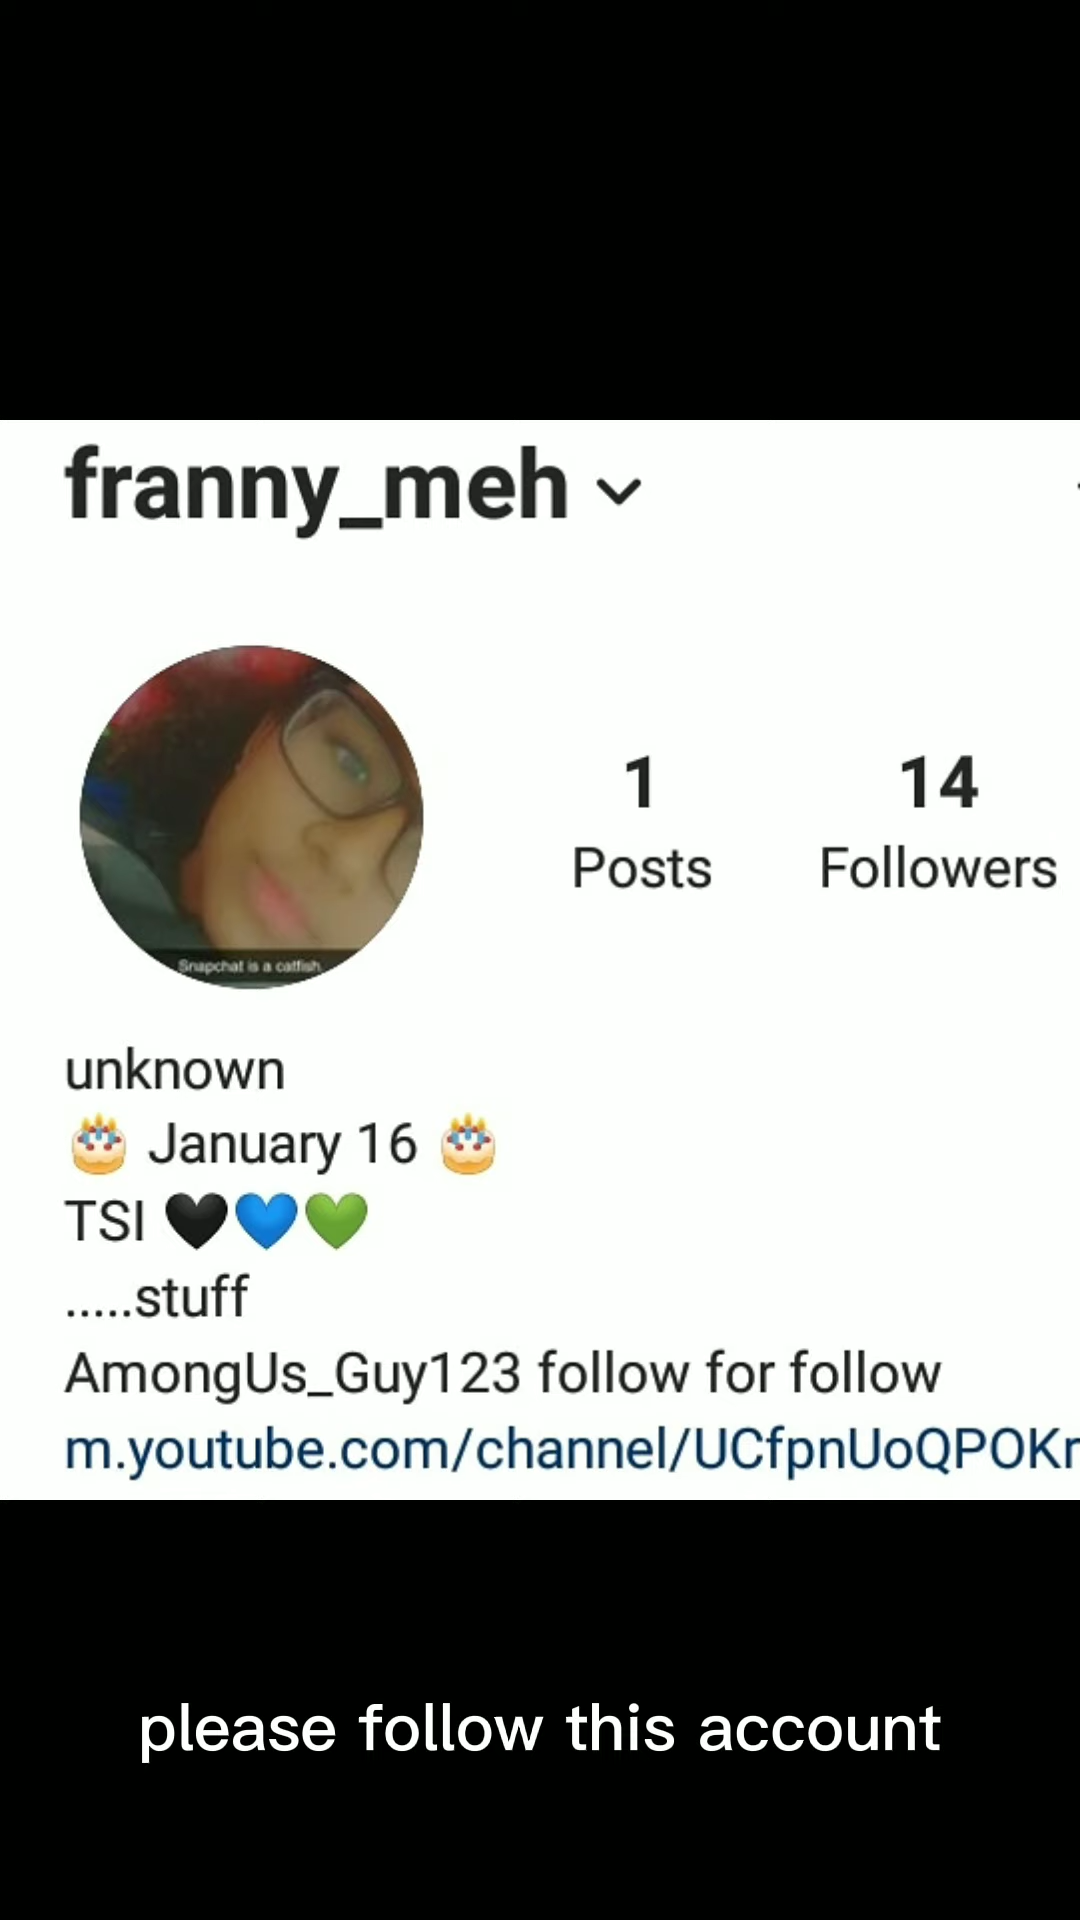 franny_meh
1
14
Posts
Followers
Snapchat is a catfish
unknown
🎂 January 16 🎂
TSI 🖤💙💚
.....stuff
AmongUs_Guy123 follow for follow
m.youtube.com/channel/UCfpnUoQPOKr
please follow this account